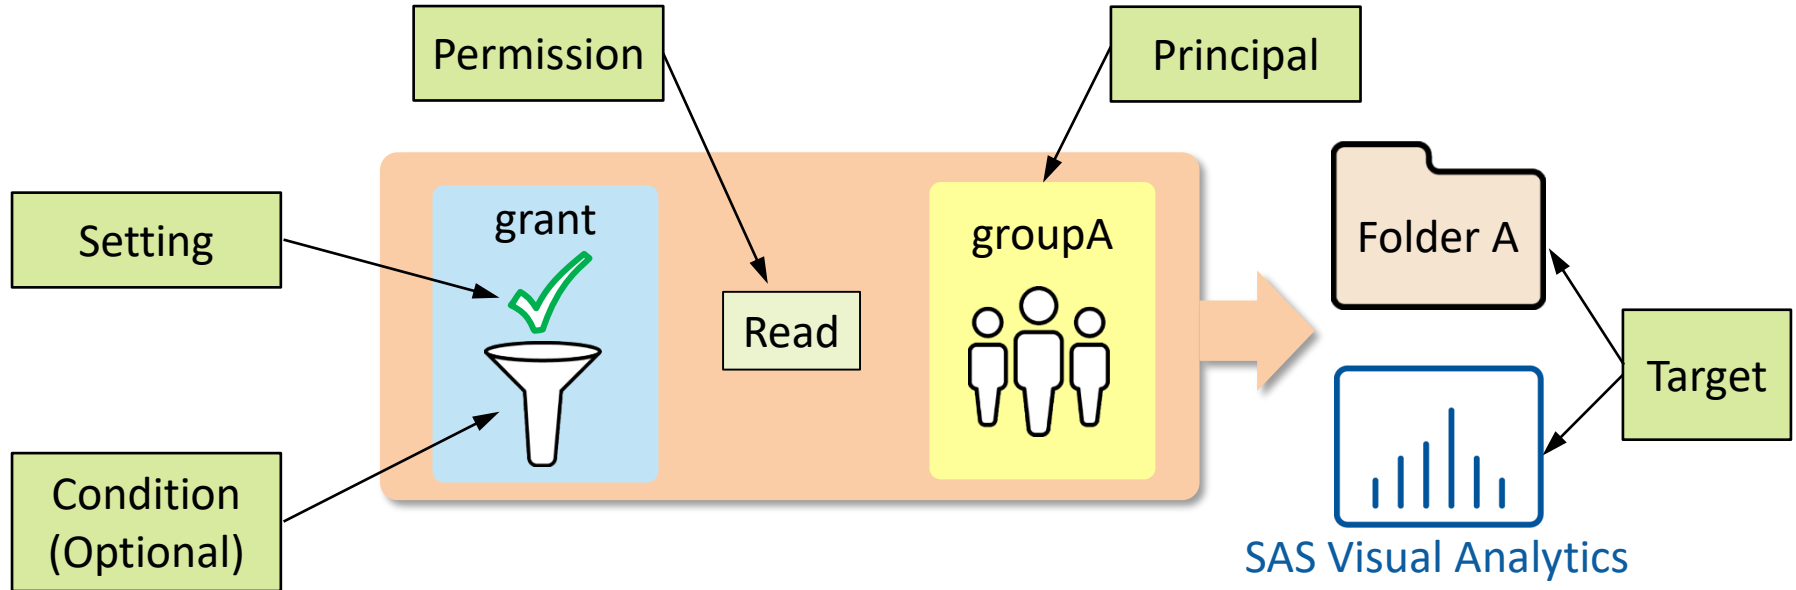 Permission
Principal
Setting
grant
groupA
Folder A
Read
Target
Condition
(Optional)
SAS Visual Analytics